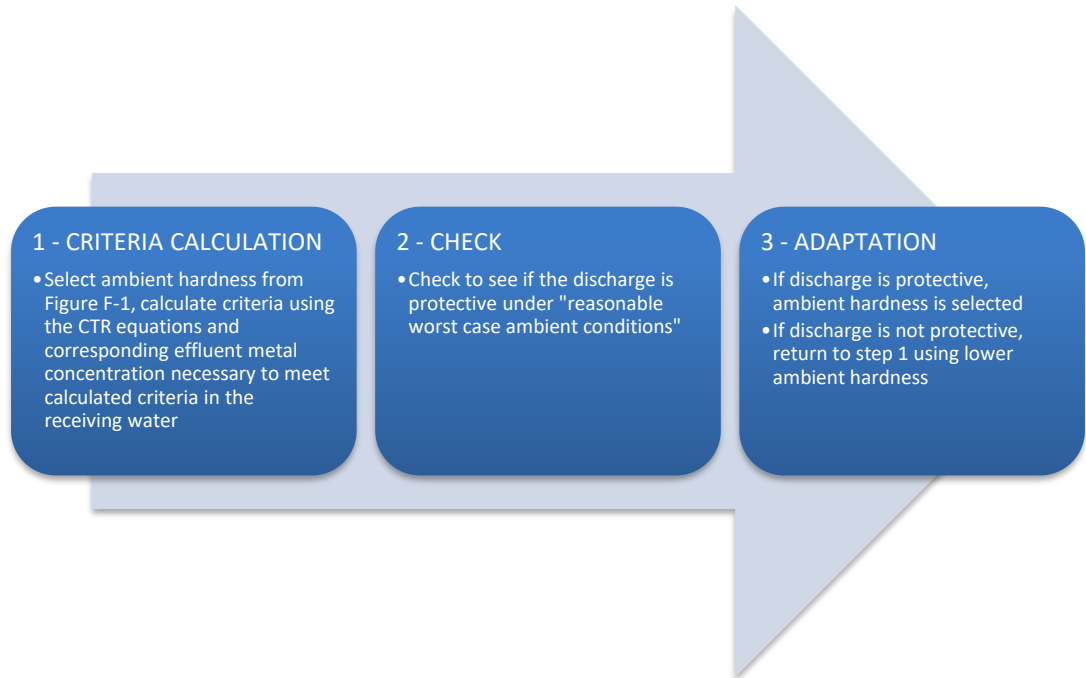 1 - CRITERIA CALCULATION
•Select ambient hardness from
Figure F-1, calculate criteria using
the CTR equations and
corresponding effluent metal
concentration necessary to meet
calculated criteria in the
receiving water
2 - CHECK
•Check to see if the discharge is
protective under "reasonable
worst case ambient conditions"
3 - ADAPTATION
•If discharge is protective,
ambient hardness is selected
•If discharge is not protective,
return to step 1 using lower
ambient hardness